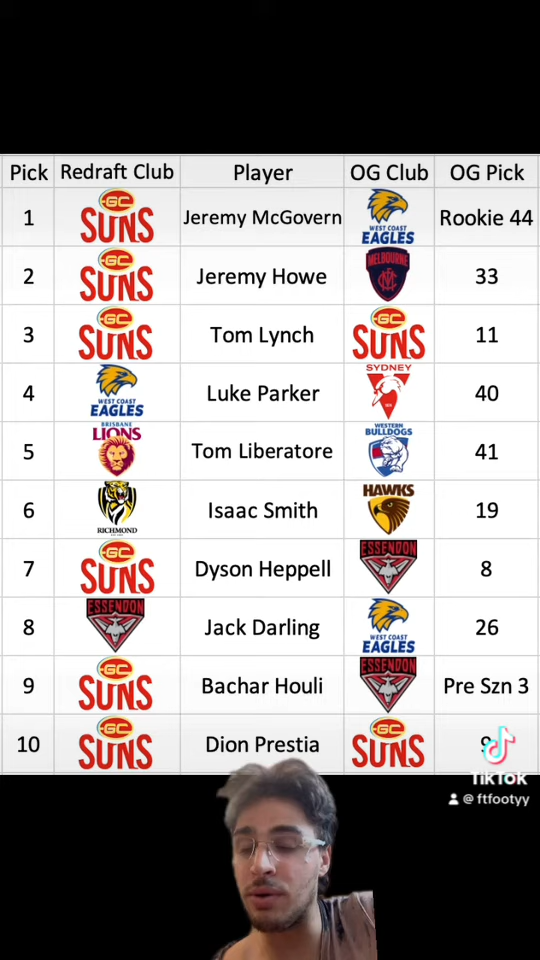 Pick Redraft Club Player OG Club OG Pick
1 GC SUNS Jeremy McGovern WEST COAST EAGLES Rookie 44
2 GC SUNS Jeremy Howe MELBOURNE 33
3 GC SUNS Tom Lynch GC SUNS 11
4 WEST COAST EAGLES Luke Parker SYDNEY 40
5 BRISBANE LIONS Tom Liberatore WESTERN BULLDOGS 41
6 RICHMOND Isaac Smith HAWKS 19
7 GC SUNS Dyson Heppell ESSENDON 8
8 ESSENDON Jack Darling WEST COAST EAGLES 26
9 GC SUNS Bachar Houli ESSENDON Pre Szn 3
10 GC SUNS Dion Prestia GC SUNS
TikTok
@ftfootyy